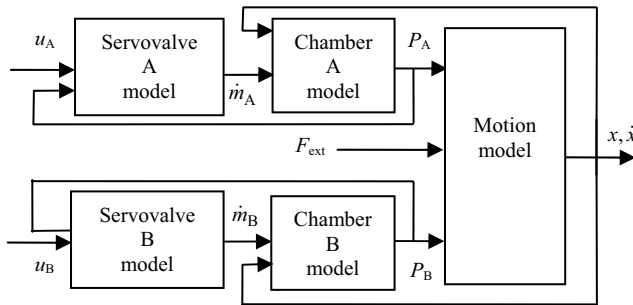 u_A
Servovalve
A
model
ṁ_A
Chamber
A
model
P_A
F_ext
Motion
model
x, ẋ
u_B
Servovalve
B
model
ṁ_B
Chamber
B
model
P_B